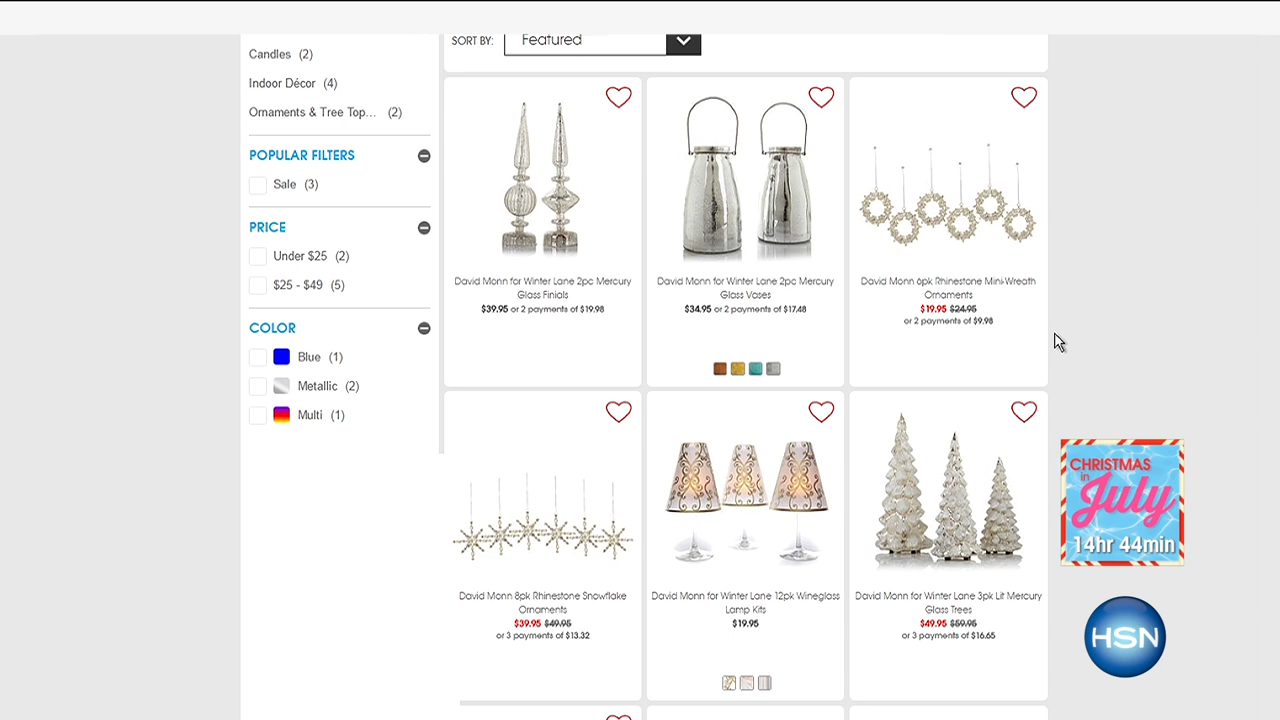 SORT BY: Featured
Candles (2)
Indoor Décor (4)
Ornaments & Tree Top... (2)
POPULAR FILTERS
Sale (3)
PRICE
Under $25 (2)
$25 - $49 (5)
COLOR
Blue (1)
Metallic (2)
Multi (1)
David Monn for Winter Lane 2pc Mercury
Glass Finials
$39.95 or 2 payments of $19.98
David Monn for Winter Lane 2pc Mercury
Glass Vases
$34.95 or 2 payments of $17.48
David Monn 6pk Rhinestone Mini-Wreath
Ornaments
$19.95 $24.95
or 2 payments of $9.98
David Monn 8pk Rhinestone Snowflake
Ornaments
$39.95 $49.95
or 3 payments of $13.32
David Monn for Winter Lane 12pk Wineglass
Lamp Kits
$19.95
David Monn for Winter Lane 3pk Lit Mercury
Glass Trees
$49.95 $59.95
or 3 payments of $16.65
CHRISTMAS
in
July
14hr 44min
HSN